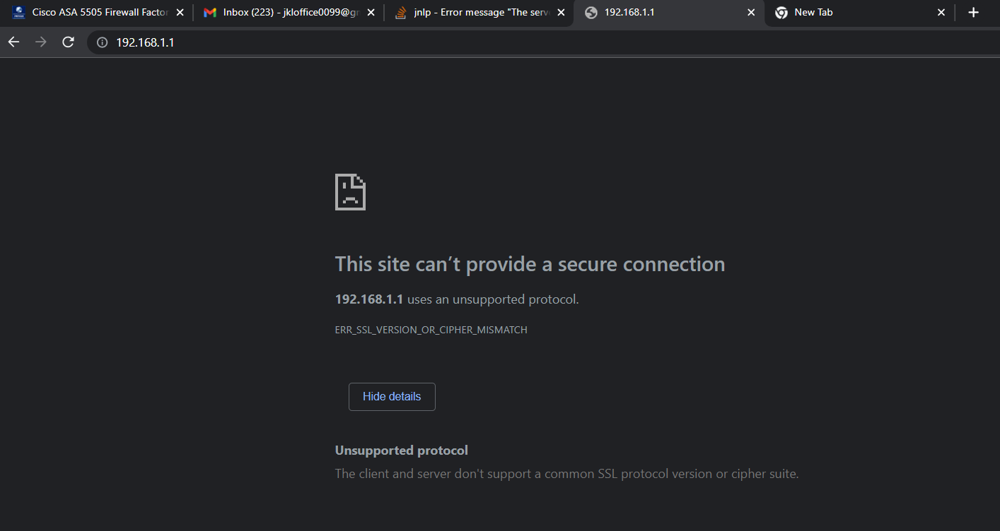 Cisco ASA 5505 Firewall Factor
Inbox (223) - jkloffice0099@gm
jnlp - Error message "The serve
192.168.1.1
New Tab
192.168.1.1
This site can’t provide a secure connection
192.168.1.1 uses an unsupported protocol.
ERR_SSL_VERSION_OR_CIPHER_MISMATCH
Hide details
Unsupported protocol
The client and server don't support a common SSL protocol version or cipher suite.